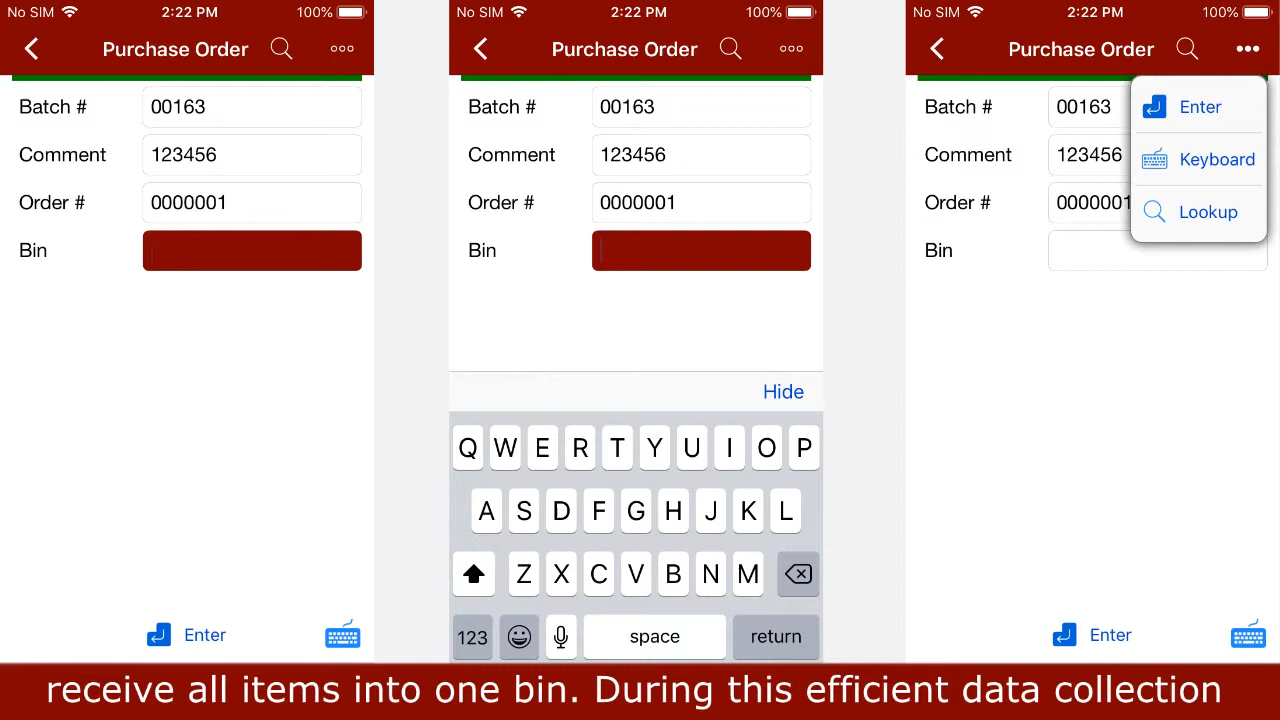 No SIM 2:22 PM 100%
Purchase Order
Batch # 00163
Comment 123456
Order # 0000001
Bin
Enter
No SIM 2:22 PM 100%
Purchase Order
Batch # 00163
Comment 123456
Order # 0000001
Bin
Hide
Q W E R T Y U I O P
A S D F G H J K L
Z X C V B N M
123 space return
No SIM 2:22 PM 100%
Purchase Order
Batch # 00163
Comment 123456
Order # 0000001
Bin
Enter
Keyboard
Lookup
Enter
receive all items into one bin. During this efficient data collection